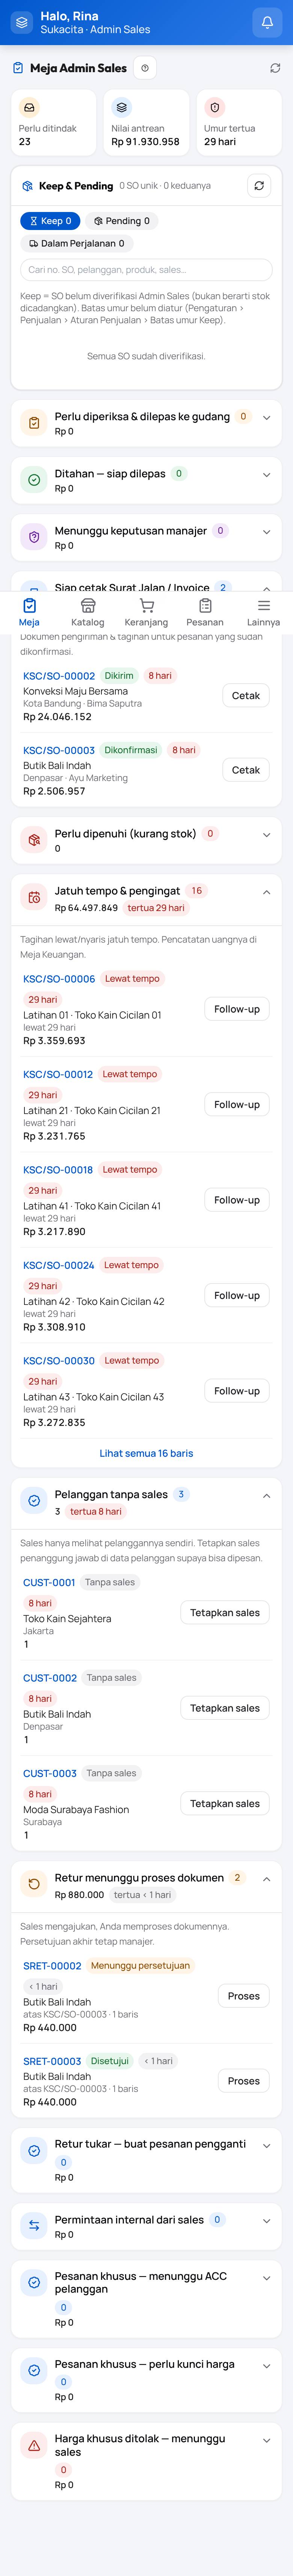 Halo, Rina
Sukacita · Admin Sales
Meja Admin Sales
Perlu ditindak
23
Nilai antrean
Rp 91.930.958
Umur tertua
29 hari
Keep & Pending 0 SO unik · 0 keduanya
Keep 0
Pending 0
Dalam Perjalanan 0
Cari no. SO, pelanggan, produk, sales...
Keep = SO belum diverifikasi Admin Sales (bukan berarti stok
dicadangkan). Batas umur belum diatur (Pengaturan >
Penjualan > Aturan Penjualan > Batas umur Keep).
Semua SO sudah diverifikasi.
Perlu diperiksa & dilepas ke gudang 0
Rp 0
Ditahan — siap dilepas 0
Rp 0
Menunggu keputusan manajer 0
Rp 0
Siap cetak Surat Jalan / Invoice 2
Meja
Katalog
Keranjang
Pesanan
Lainnya
Dokumen pengiriman & tagihan untuk pesanan yang sudah
dikonfirmasi.
KSC/SO-00002 Dikirim 8 hari
Konveksi Maju Bersama
Kota Bandung · Bima Saputra
Rp 24.046.152
Cetak
KSC/SO-00003 Dikonfirmasi 8 hari
Butik Bali Indah
Denpasar · Ayu Marketing
Rp 2.506.957
Cetak
Perlu dipenuhi (kurang stok) 0
0
Jatuh tempo & pengingat 16
Rp 64.497.849 tertua 29 hari
Tagihan lewat/nyaris jatuh tempo. Pencatatan uangnya di
Meja Keuangan.
KSC/SO-00006 Lewat tempo
29 hari
Latihan 01 · Toko Kain Cicilan 01
lewat 29 hari
Rp 3.359.693
Follow-up
KSC/SO-00012 Lewat tempo
29 hari
Latihan 21 · Toko Kain Cicilan 21
lewat 29 hari
Rp 3.231.765
Follow-up
KSC/SO-00018 Lewat tempo
29 hari
Latihan 41 · Toko Kain Cicilan 41
lewat 29 hari
Rp 3.217.890
Follow-up
KSC/SO-00024 Lewat tempo
29 hari
Latihan 42 · Toko Kain Cicilan 42
lewat 29 hari
Rp 3.308.910
Follow-up
KSC/SO-00030 Lewat tempo
29 hari
Latihan 43 · Toko Kain Cicilan 43
lewat 29 hari
Rp 3.272.835
Follow-up
Lihat semua 16 baris
Pelanggan tanpa sales 3
3 tertua 8 hari
Sales hanya melihat pelanggannya sendiri. Tetapkan sales
penanggung jawab di data pelanggan supaya bisa dipesan.
CUST-0001 Tanpa sales
8 hari
Toko Kain Sejahtera
Jakarta
1
Tetapkan sales
CUST-0002 Tanpa sales
8 hari
Butik Bali Indah
Denpasar
1
Tetapkan sales
CUST-0003 Tanpa sales
8 hari
Moda Surabaya Fashion
Surabaya
1
Tetapkan sales
Retur menunggu proses dokumen 2
Rp 880.000 tertua < 1 hari
Sales mengajukan, Anda memproses dokumennya.
Persetujuan akhir tetap manajer.
SRET-00002 Menunggu persetujuan
< 1 hari
Butik Bali Indah
atas KSC/SO-00003 · 1 baris
Rp 440.000
Proses
SRET-00003 Disetujui < 1 hari
Butik Bali Indah
atas KSC/SO-00003 · 1 baris
Rp 440.000
Proses
Retur tukar — buat pesanan pengganti
0
Rp 0
Permintaan internal dari sales 0
Rp 0
Pesanan khusus — menunggu ACC
pelanggan
0
Rp 0
Pesanan khusus — perlu kunci harga
0
Rp 0
Harga khusus ditolak — menunggu
sales
0
Rp 0